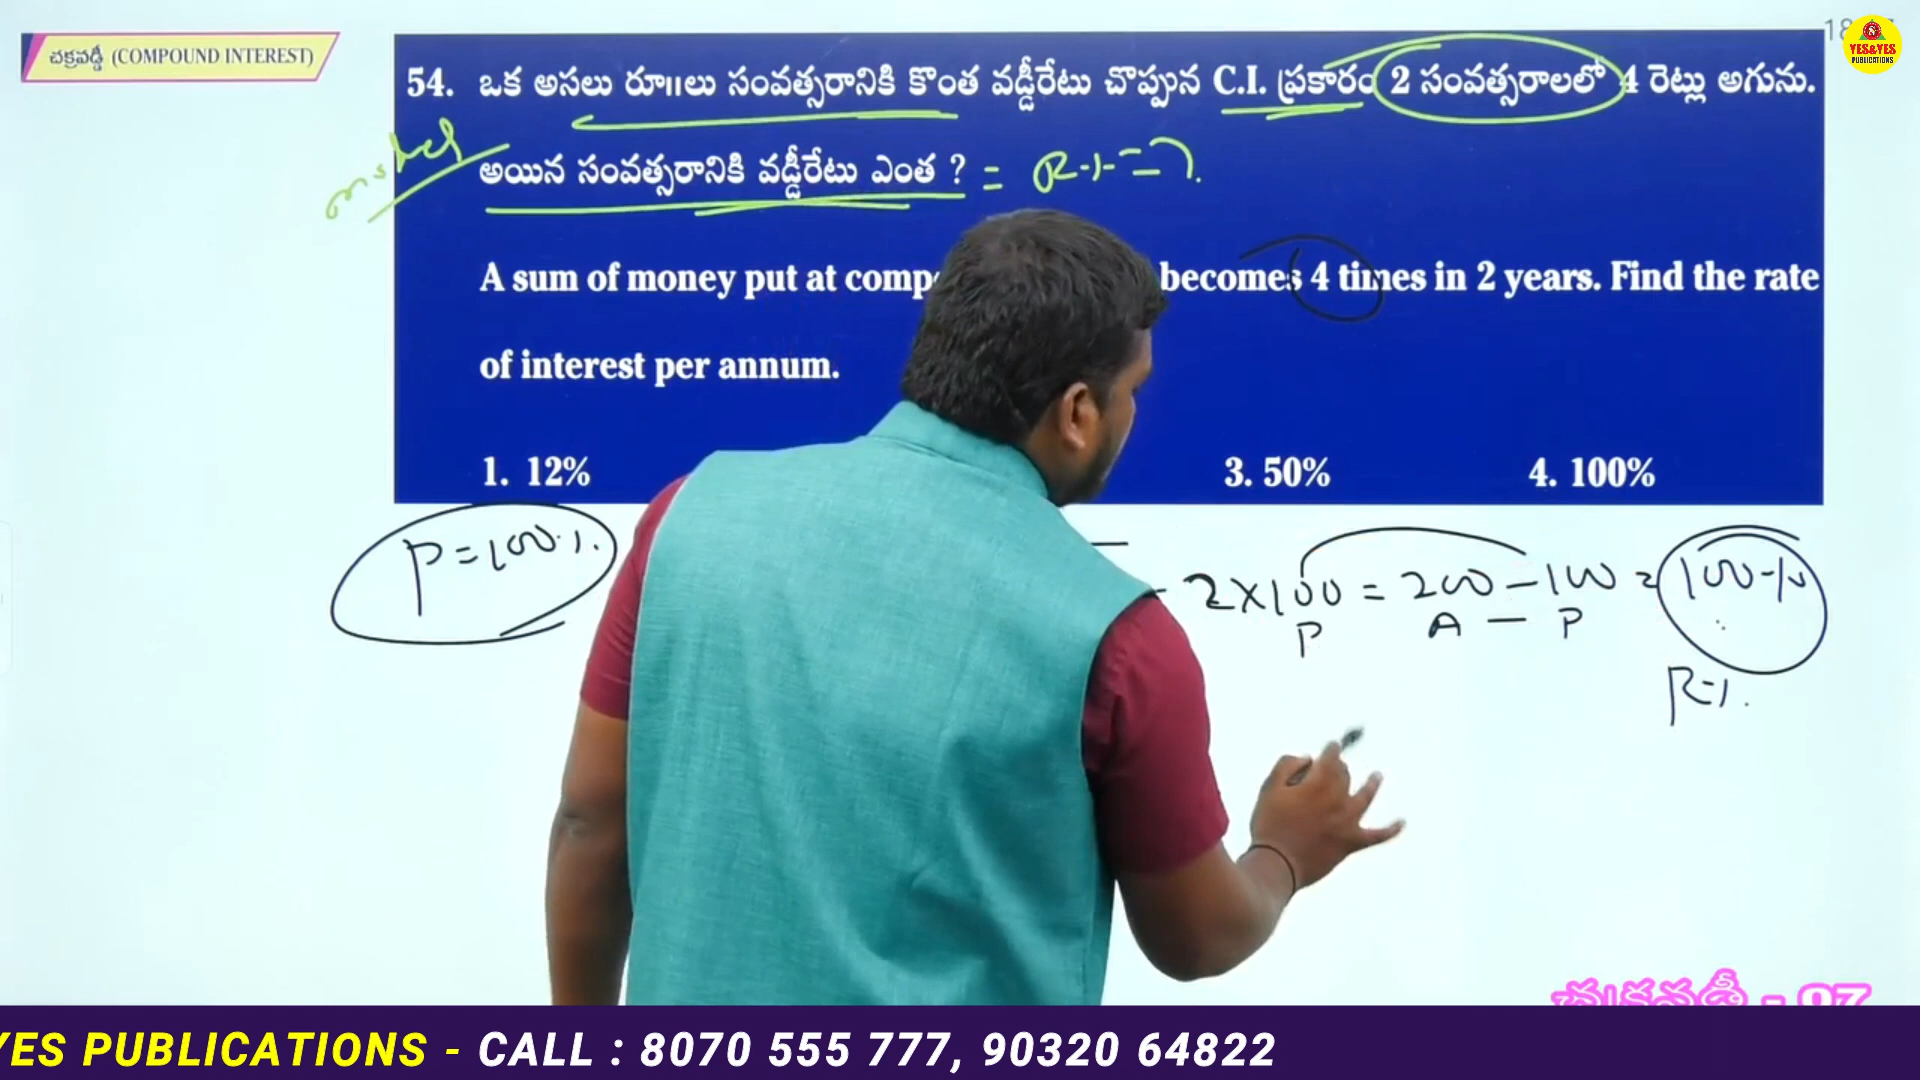 చక్రవడ్డీ (COMPOUND INTEREST)
YES&YES
PUBLICATIONS
54. ఒక అసలు రూ॥లు సంవత్సరానికి కొంత వడ్డీరేటు చొప్పున C.I. ప్రకారం 2 సంవత్సరాలలో 4 రెట్లు అగును.
అయిన సంవత్సరానికి వడ్డీరేటు ఎంత ? = R% = ?
A sum of money put at comp becomes 4 times in 2 years. Find the rate
of interest per annum.
1. 12% 3. 50% 4. 100%
P = 100%
2×100 = 200 - 100 = 100%
P A - P
R%
YES PUBLICATIONS - CALL : 8070 555 777, 90320 64822